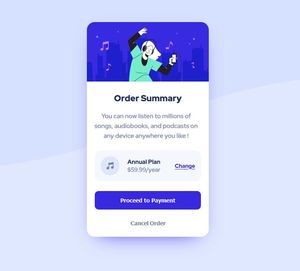 Order Summary
You can now listen to millions of
songs, audiobooks, and podcasts on
any device anywhere you like !
Annual Plan
$59.99/year
Change
Proceed to Payment
Cancel Order